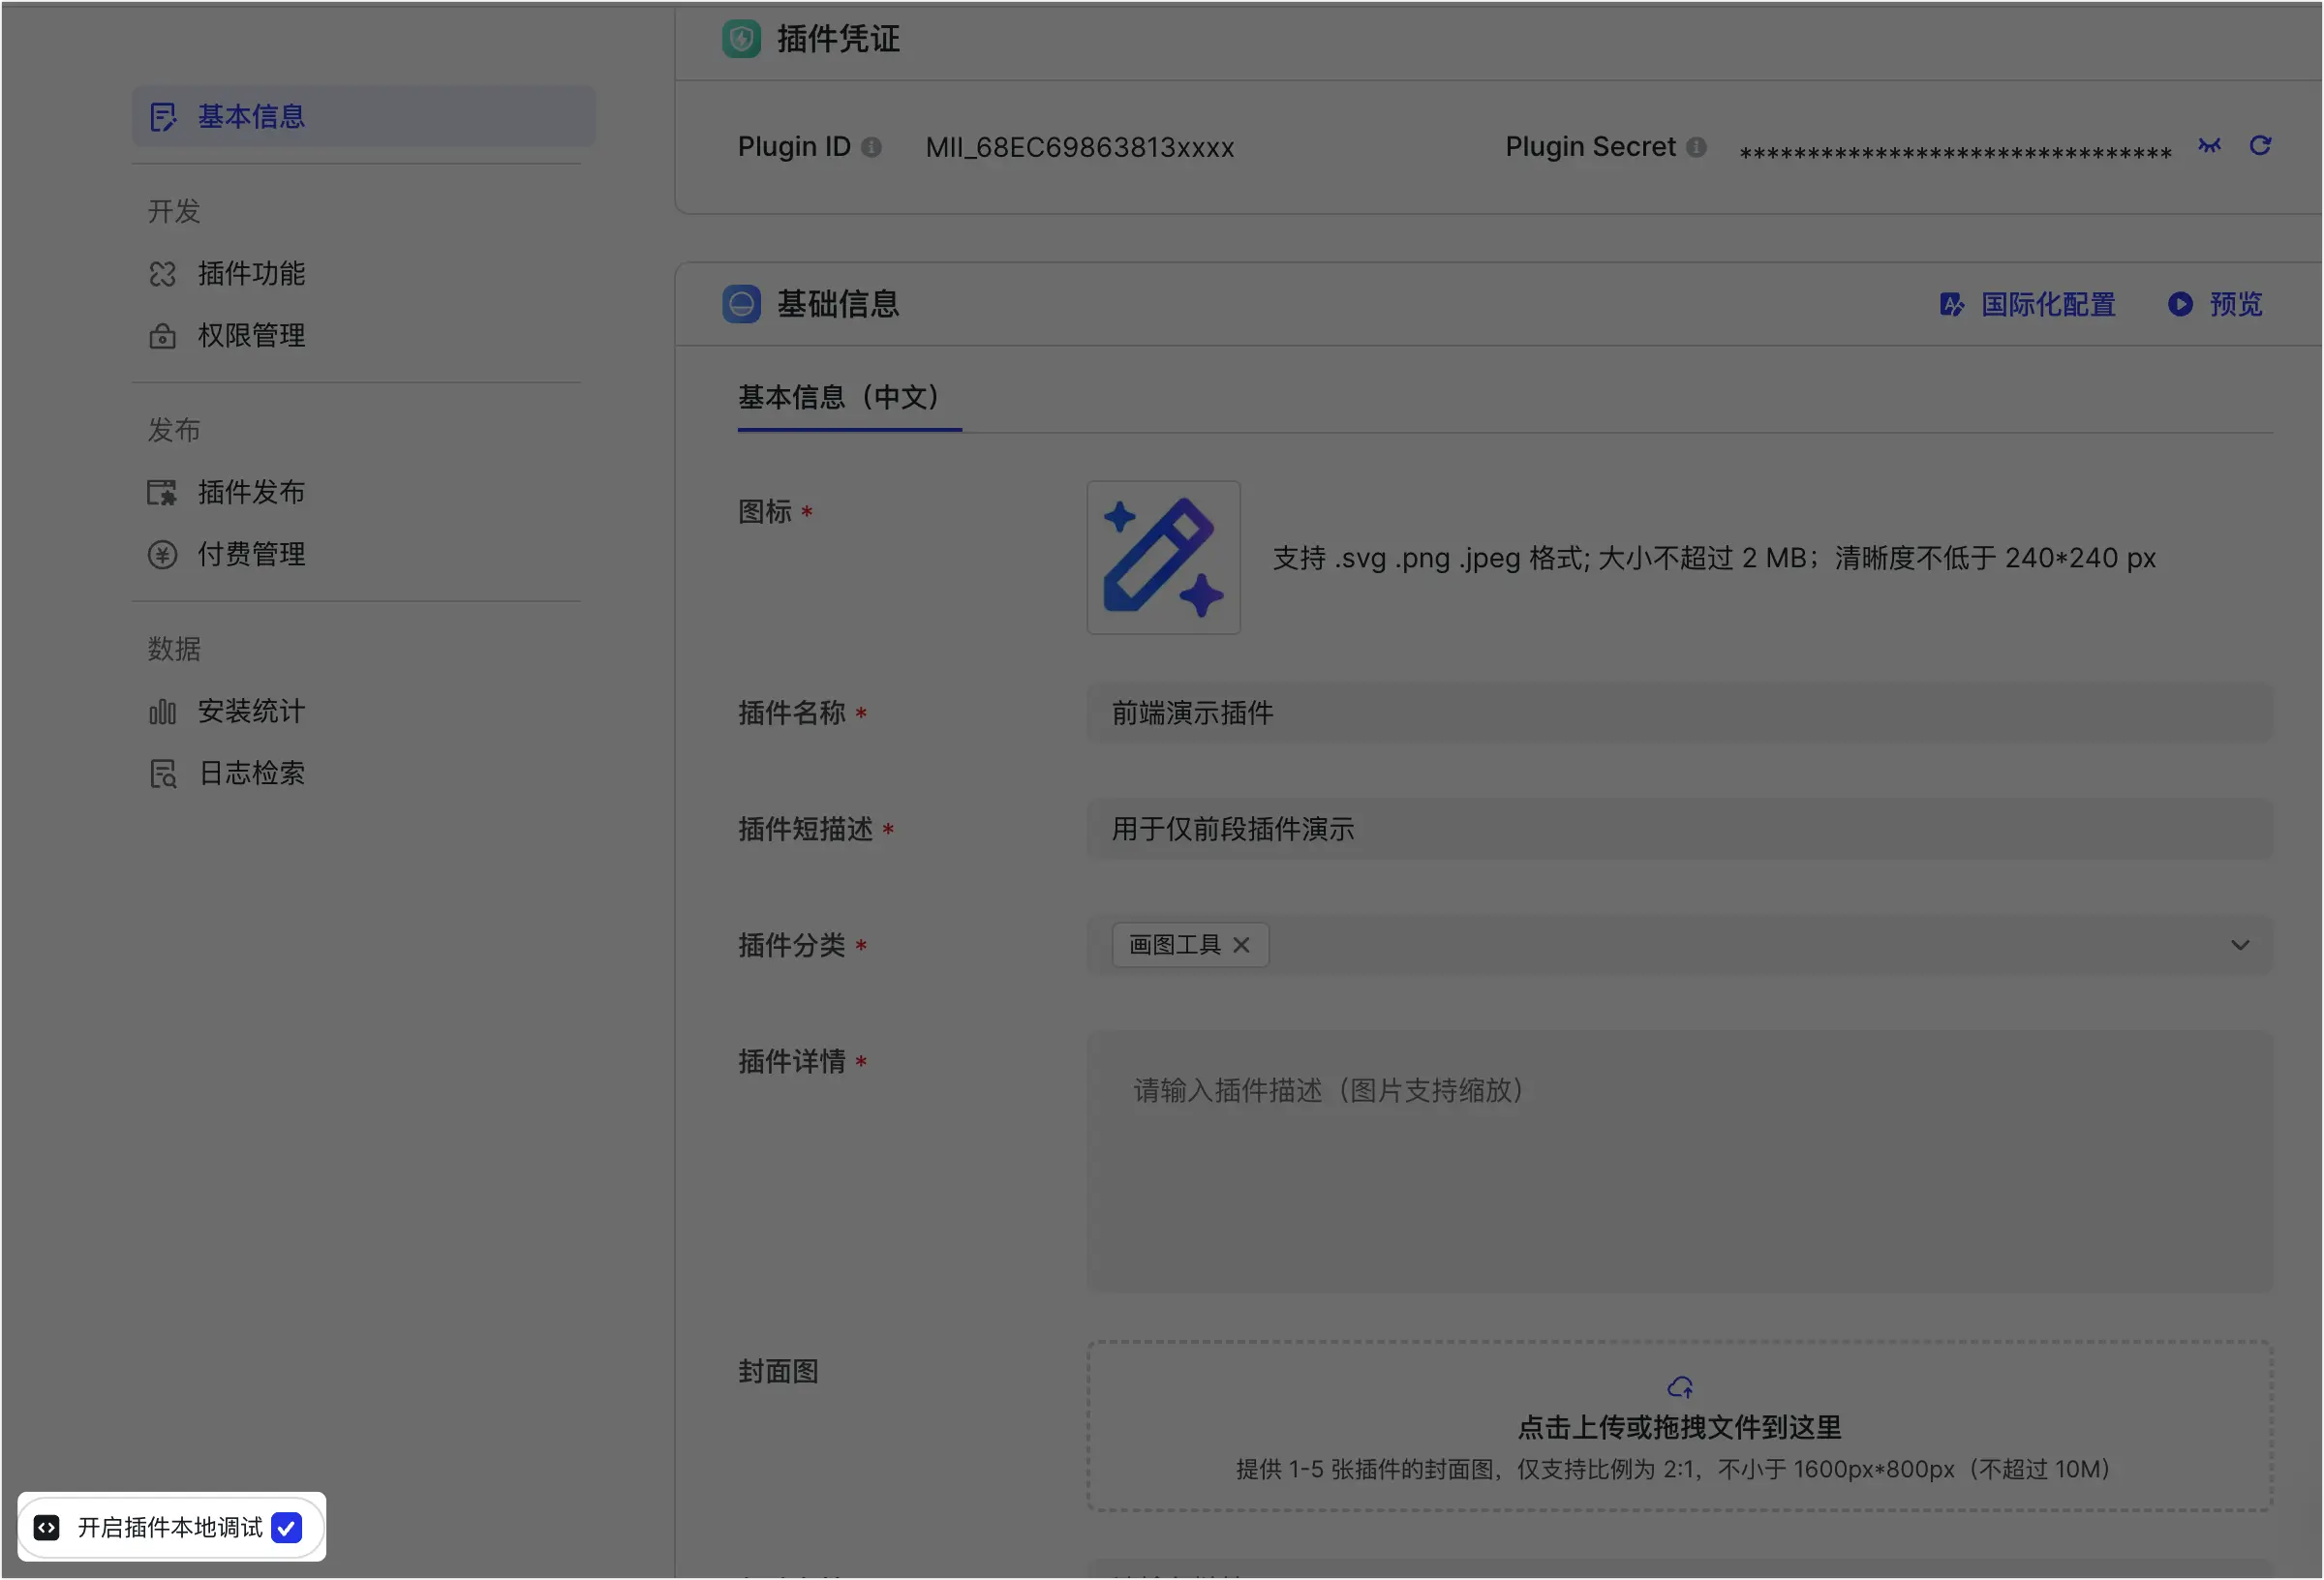 插件凭证
基本信息
Plugin ID
MII_68EC69863813xxxx
Plugin Secret
********************************
开发
插件功能
权限管理
基础信息
国际化配置
预览
基本信息（中文）
发布
插件发布
付费管理
图标 *
支持 .svg .png .jpeg 格式; 大小不超过 2 MB；清晰度不低于 240*240 px
数据
安装统计
日志检索
插件名称 *
前端演示插件
插件短描述 *
用于仅前段插件演示
插件分类 *
画图工具
插件详情 *
请输入插件描述（图片支持缩放）
封面图
点击上传或拖拽文件到这里
提供 1-5 张插件的封面图，仅支持比例为 2:1，不小于 1600px*800px（不超过 10M）
开启插件本地调试